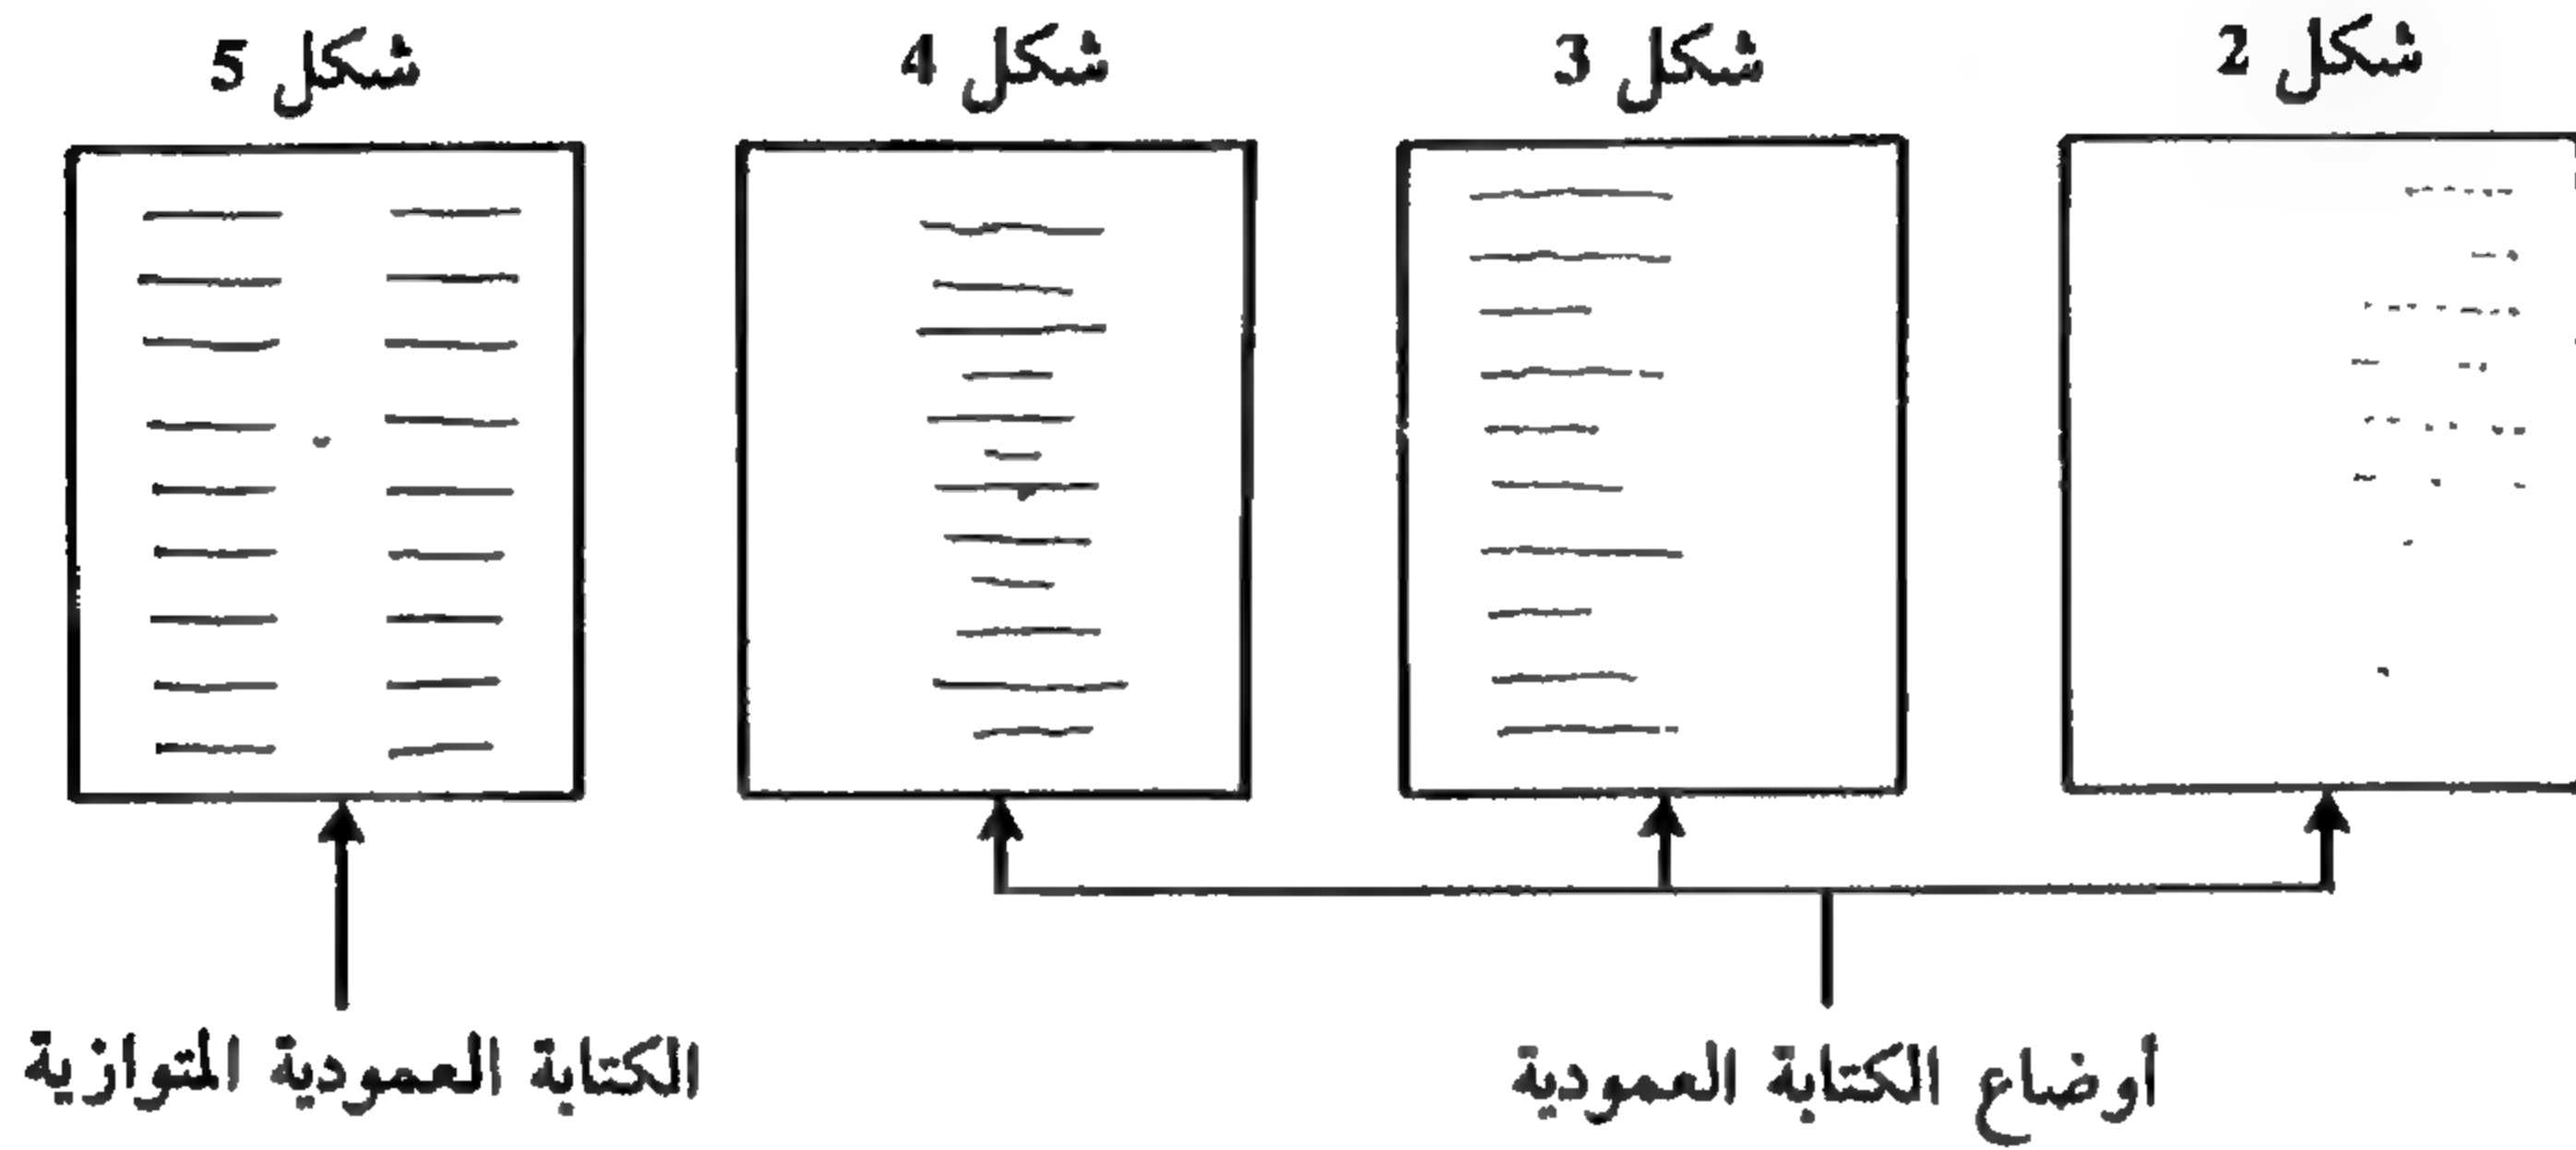 شكل 2
شكل 3
شكل 4
شكل 5
أوضاع الكتابة العمودية
الكتابة العمودية المتوازية